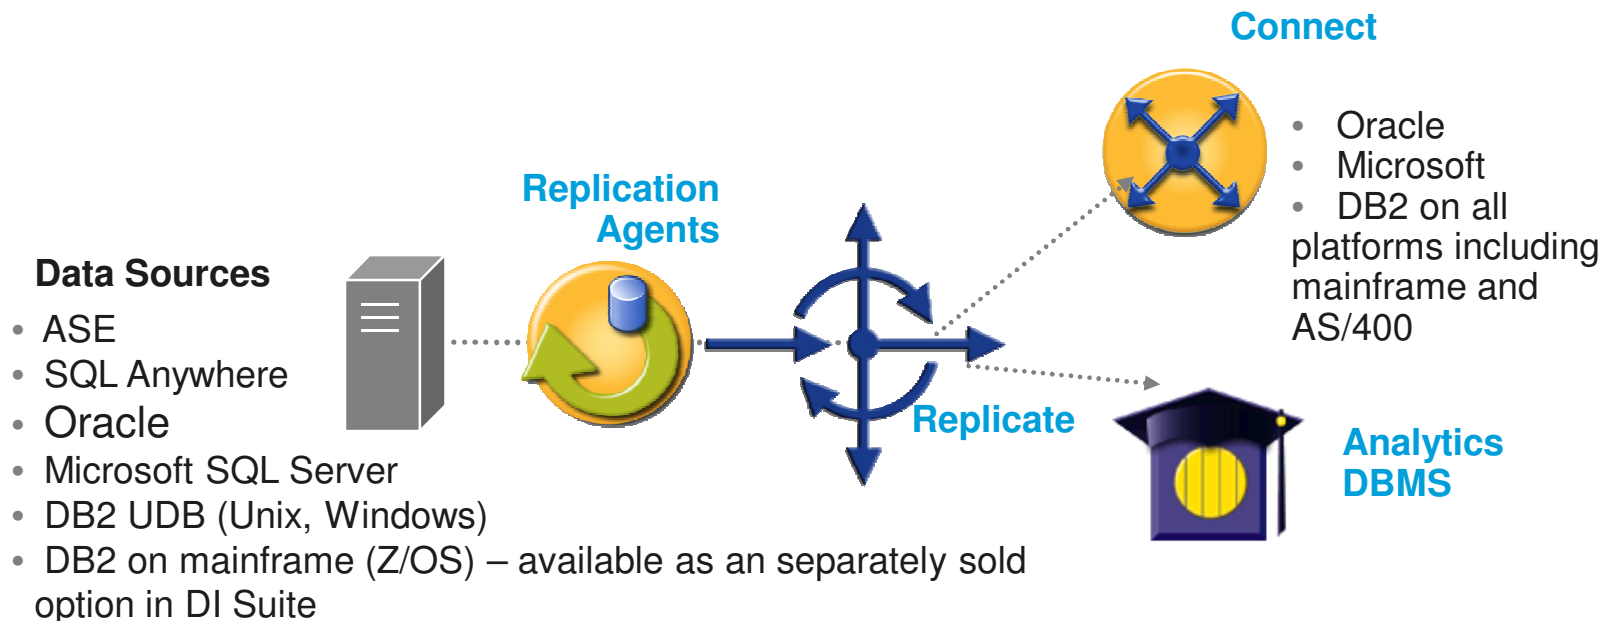 Connect
• Oracle
• Microsoft
• DB2 on all
platforms including
mainframe and
AS/400
Replication
Agents
Data Sources
• ASE
• SQL Anywhere
• Oracle
• Microsoft SQL Server
• DB2 UDB (Unix, Windows)
• DB2 on mainframe (Z/OS) – available as an separately sold
option in DI Suite
Replicate
Analytics
DBMS